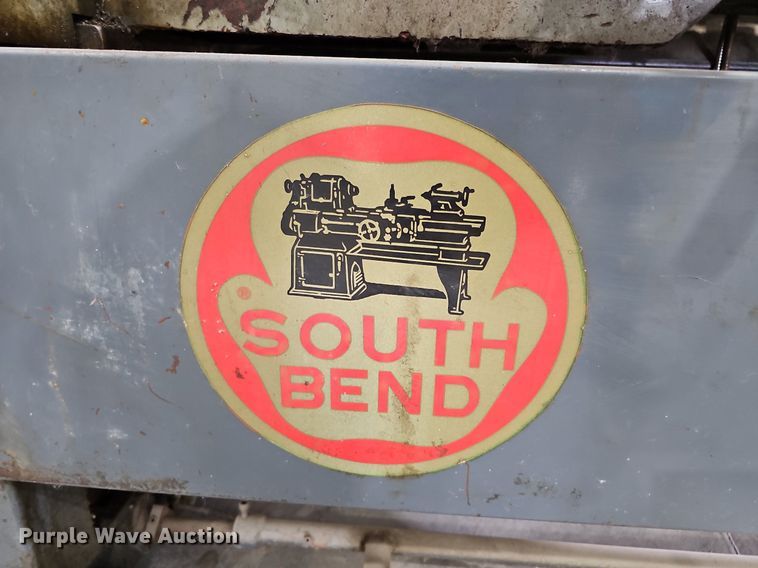 ®
SOUTH
BEND
Purple Wave Auction